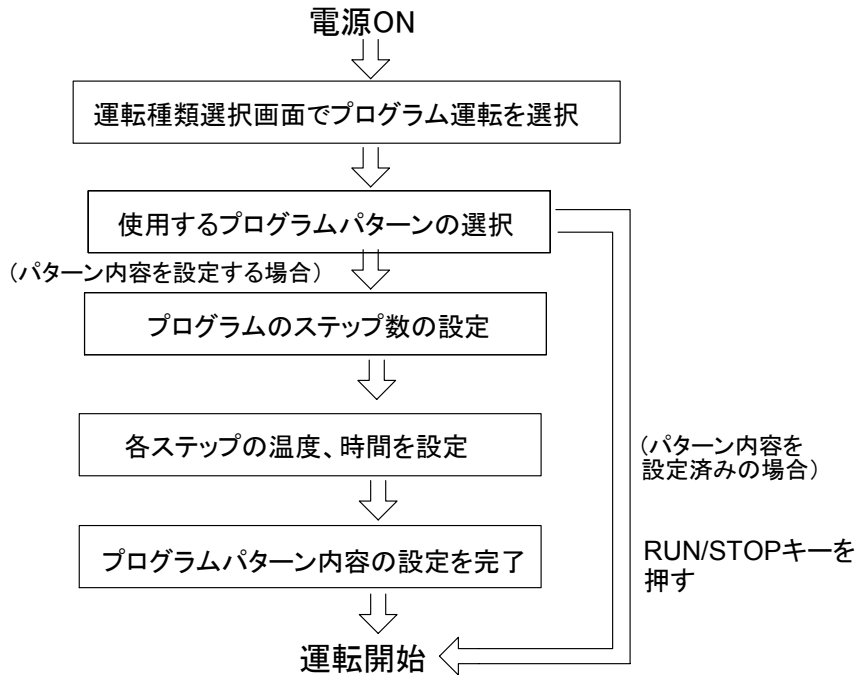 電源ON
運転種類選択画面でプログラム運転を選択
使用するプログラムパターンの選択
（パターン内容を設定する場合）
プログラムのステップ数の設定
各ステップの温度、時間を設定
（パターン内容を
設定済みの場合）
プログラムパターン内容の設定を完了
RUN/STOPキーを
押す
運転開始